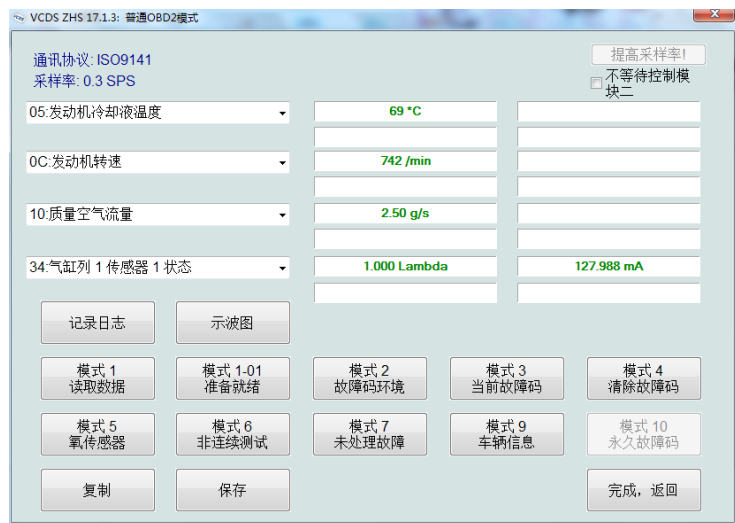 VCDS ZHS 17.1.3: 普通OBD2模式
通讯协议: ISO9141
采样率: 0.3 SPS
提高采样率!
不等待控制模
块二
05:发动机冷却液温度
69 *C
0C:发动机转速
742 /min
10:质量空气流量
2.50 g/s
34:气缸列 1 传感器 1 状态
1.000 Lambda
127.988 mA
记录日志
示波图
模式 1
读取数据
模式 1-01
准备就绪
模式 2
故障码环境
模式 3
当前故障码
模式 4
清除故障码
模式 5
氧传感器
模式 6
非连续测试
模式 7
未处理故障
模式 9
车辆信息
模式 10
永久故障码
复制
保存
完成，返回